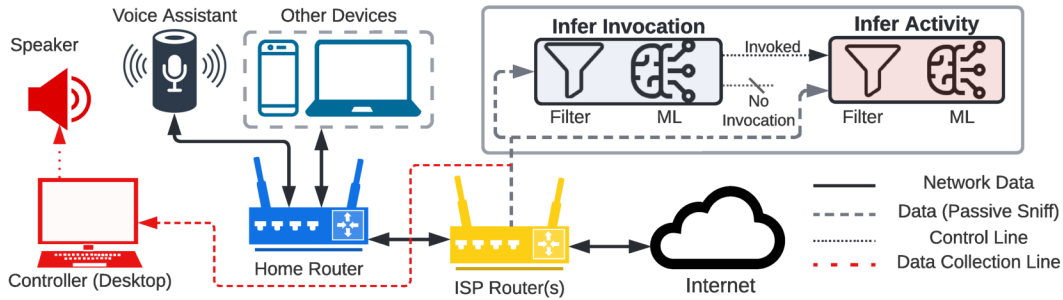 Voice Assistant
Other Devices
Speaker
Infer Invocation
Infer Activity
Invoked
No
Invocation
Filter
ML
Filter
ML
Network Data
Data (Passive Sniff)
Control Line
Data Collection Line
Home Router
Controller (Desktop)
ISP Router(s)
Internet